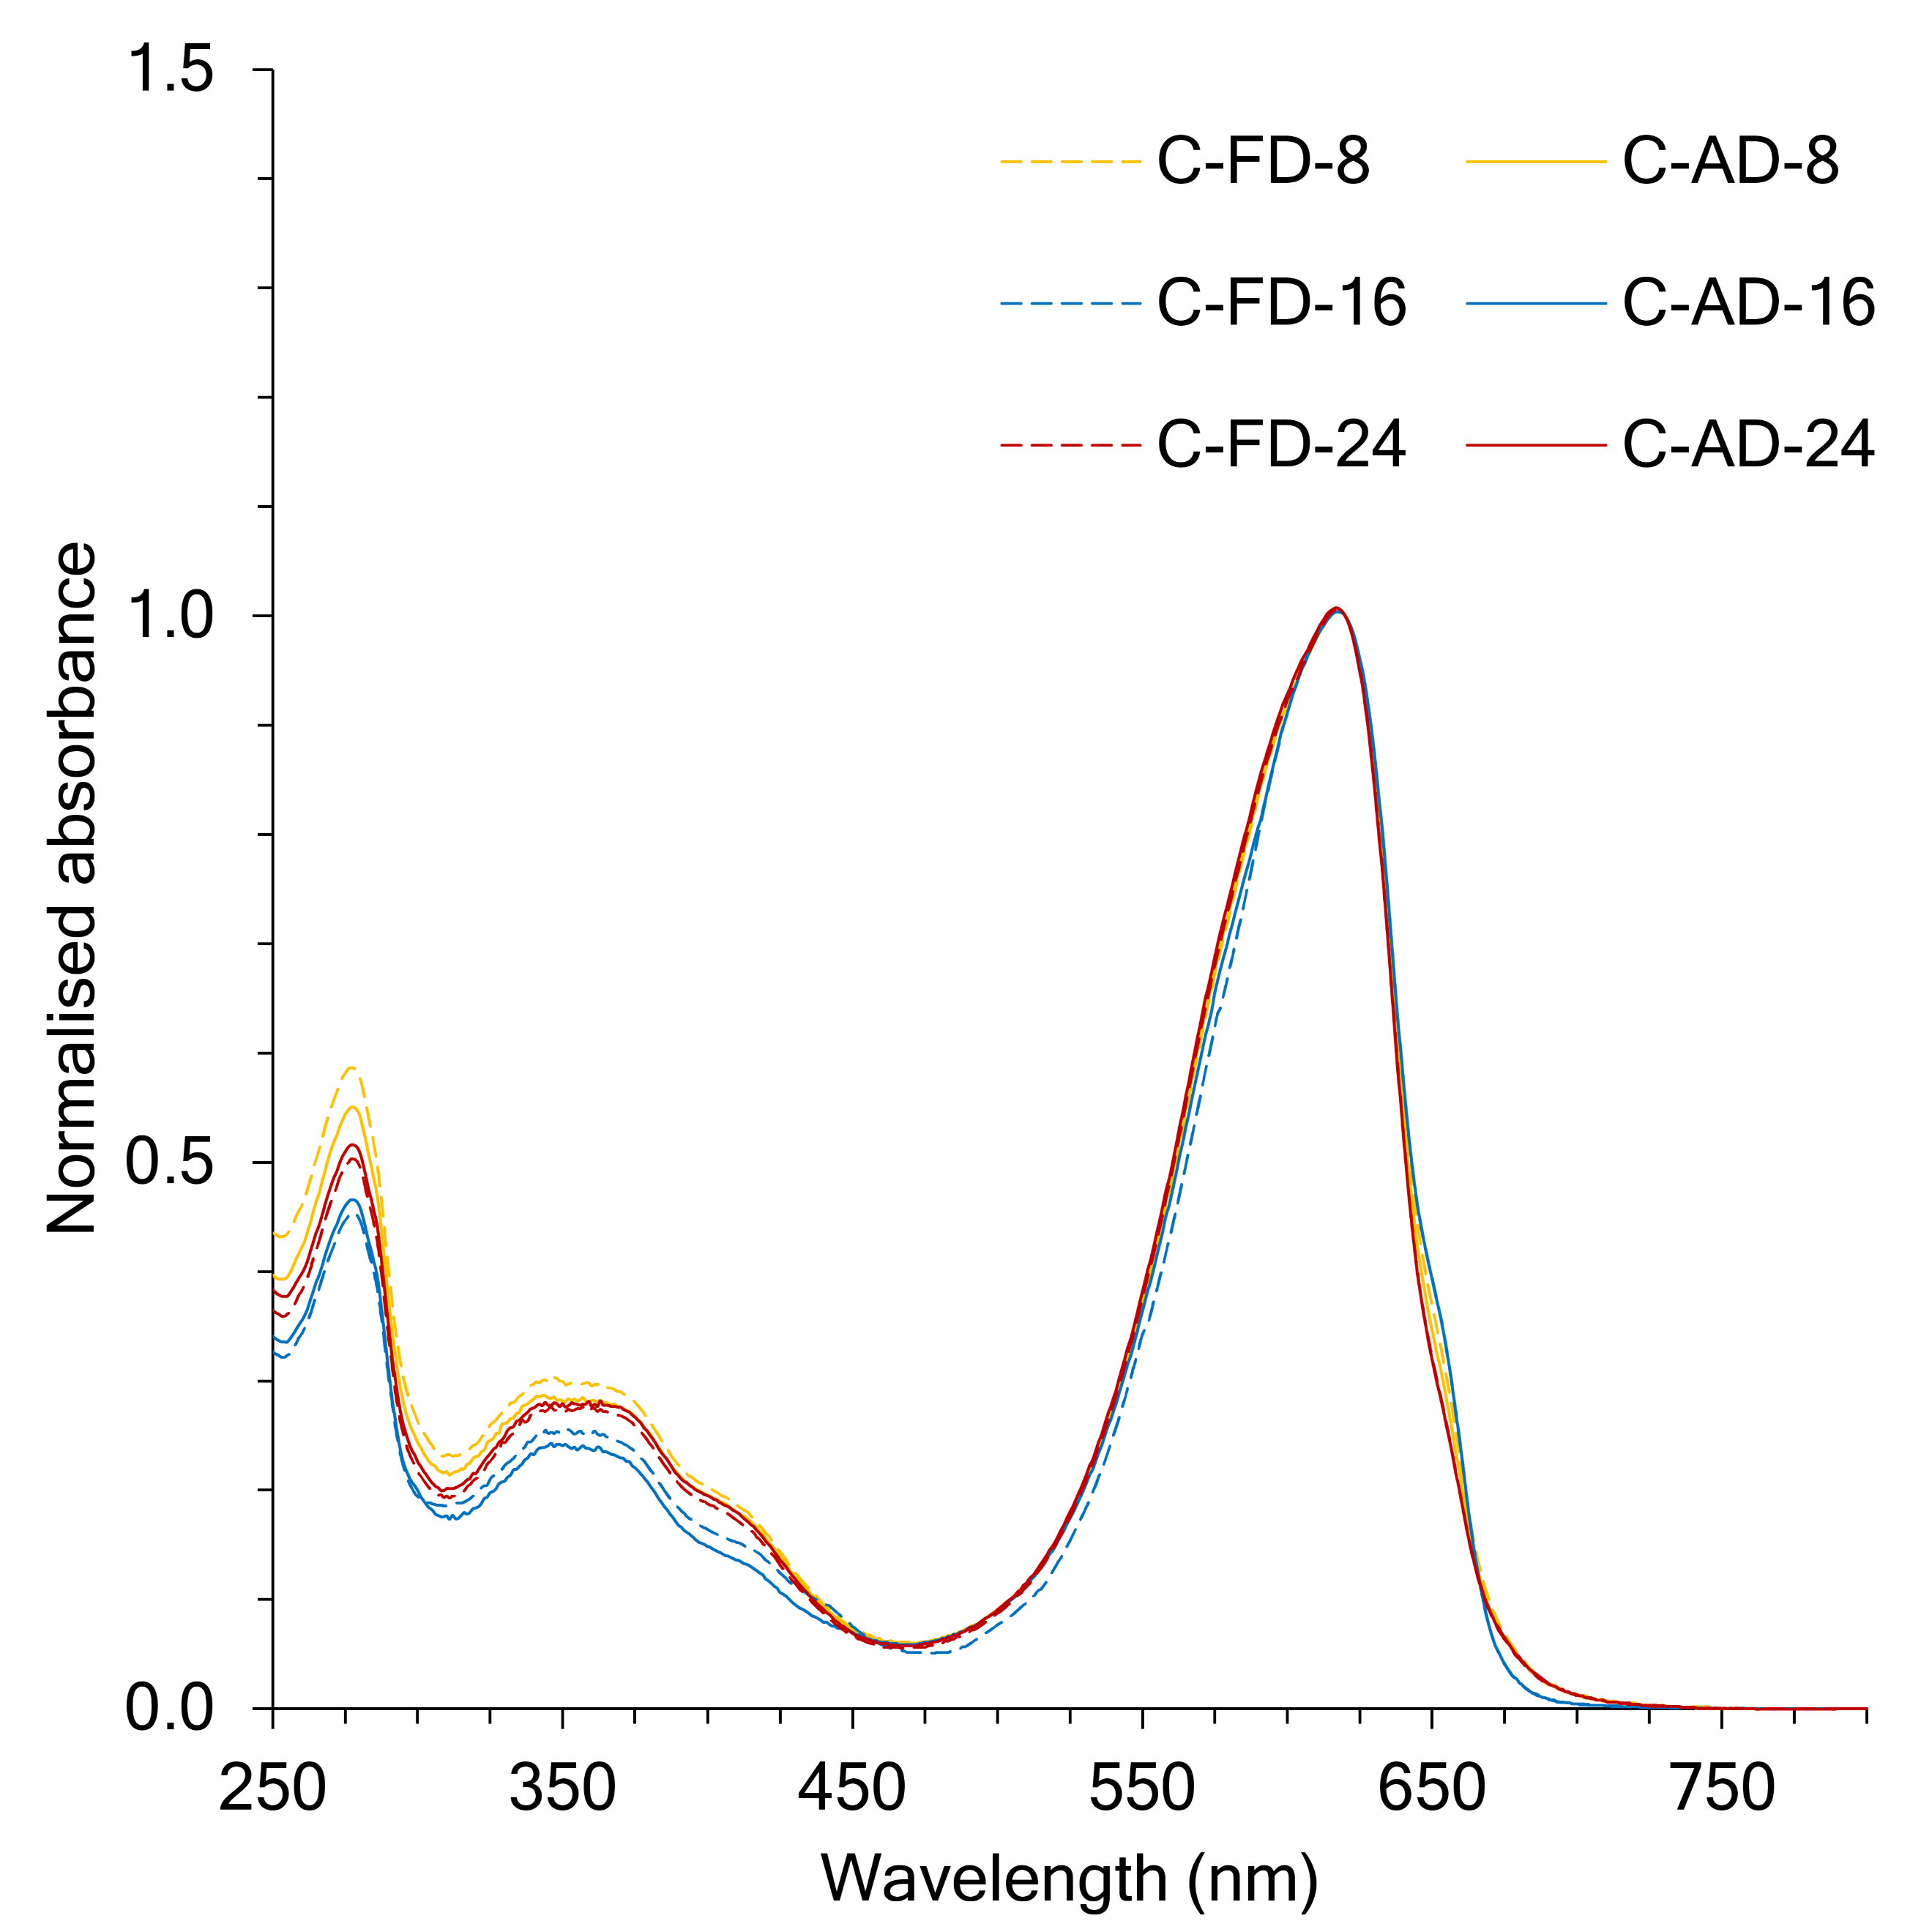 1.5
C-FD-8 C-AD-8
C-FD-16 C-AD-16
C-FD-24 C-AD-24
Normalised absorbance
1.0
0.5
0.0
250 350 450 550 650 750
Wavelength (nm)